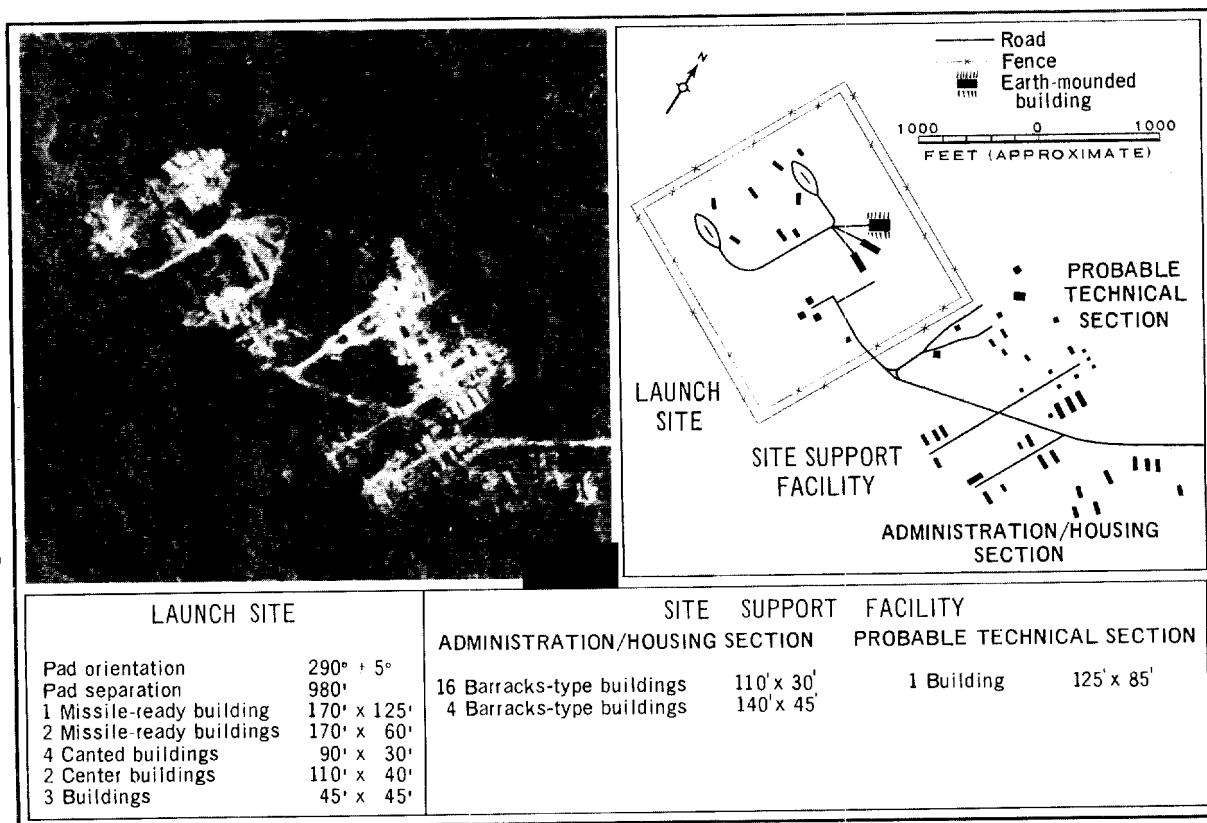 N
Road
Fence
Earth-mounded
building
1000 0 1000
FEET (APPROXIMATE)
PROBABLE
TECHNICAL
SECTION
LAUNCH
SITE
SITE SUPPORT
FACILITY
ADMINISTRATION/HOUSING
SECTION
LAUNCH SITE
Pad orientation 290° + 5°
Pad separation 980'
1 Missile-ready building 170' x 125'
2 Missile-ready buildings 170' x 60'
4 Canted buildings 90' x 30'
2 Center buildings 110' x 40'
3 Buildings 45' x 45'
SITE SUPPORT FACILITY
ADMINISTRATION/HOUSING SECTION PROBABLE TECHNICAL SECTION
16 Barracks-type buildings 110' x 30' 1 Building 125' x 85'
4 Barracks-type buildings 140' x 45'